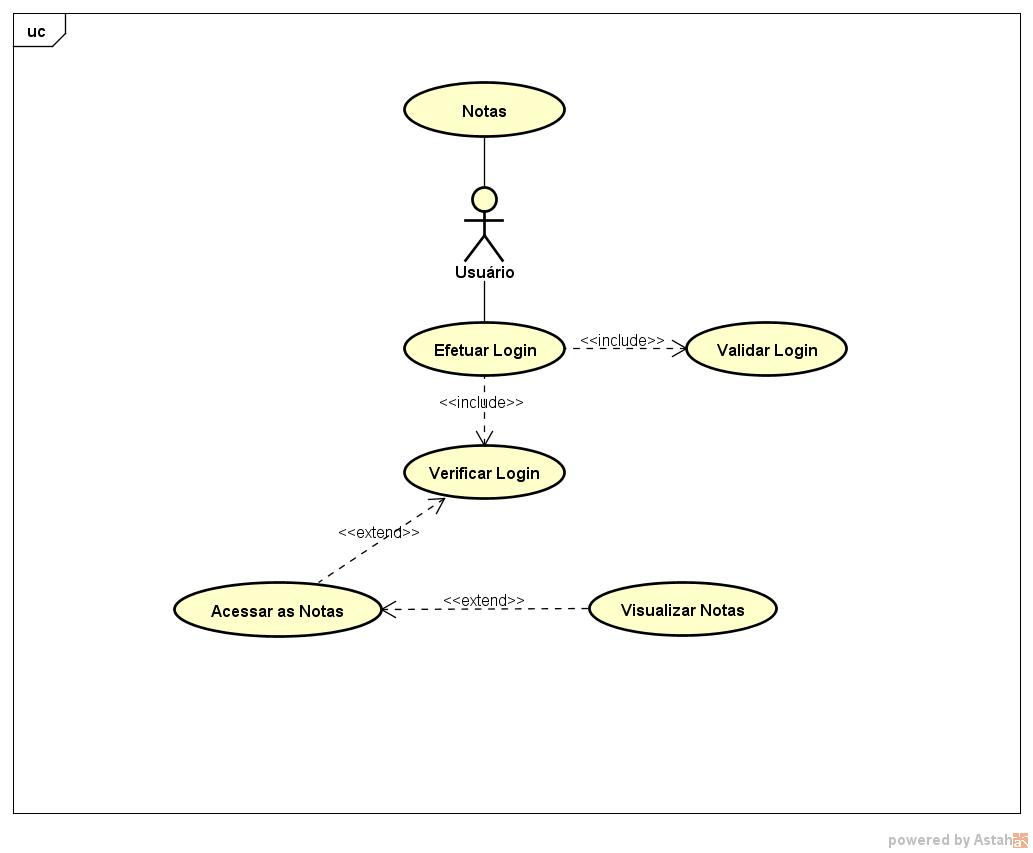 uc
Notas
Usuário
Efetuar Login
<<include>>
Validar Login
<<include>>
Verificar Login
<<extend>>
Acessar as Notas
<<extend>>
Visualizar Notas
powered by Astah